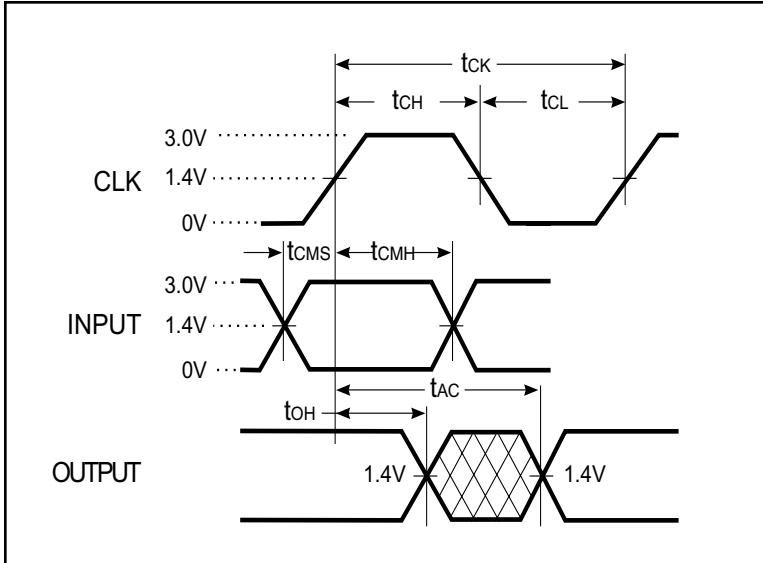 tCK
tCH tCL
3.0V
CLK 1.4V
0V
tCMS tCMH
3.0V
INPUT 1.4V
0V
tAC
tOH
OUTPUT 1.4V 1.4V